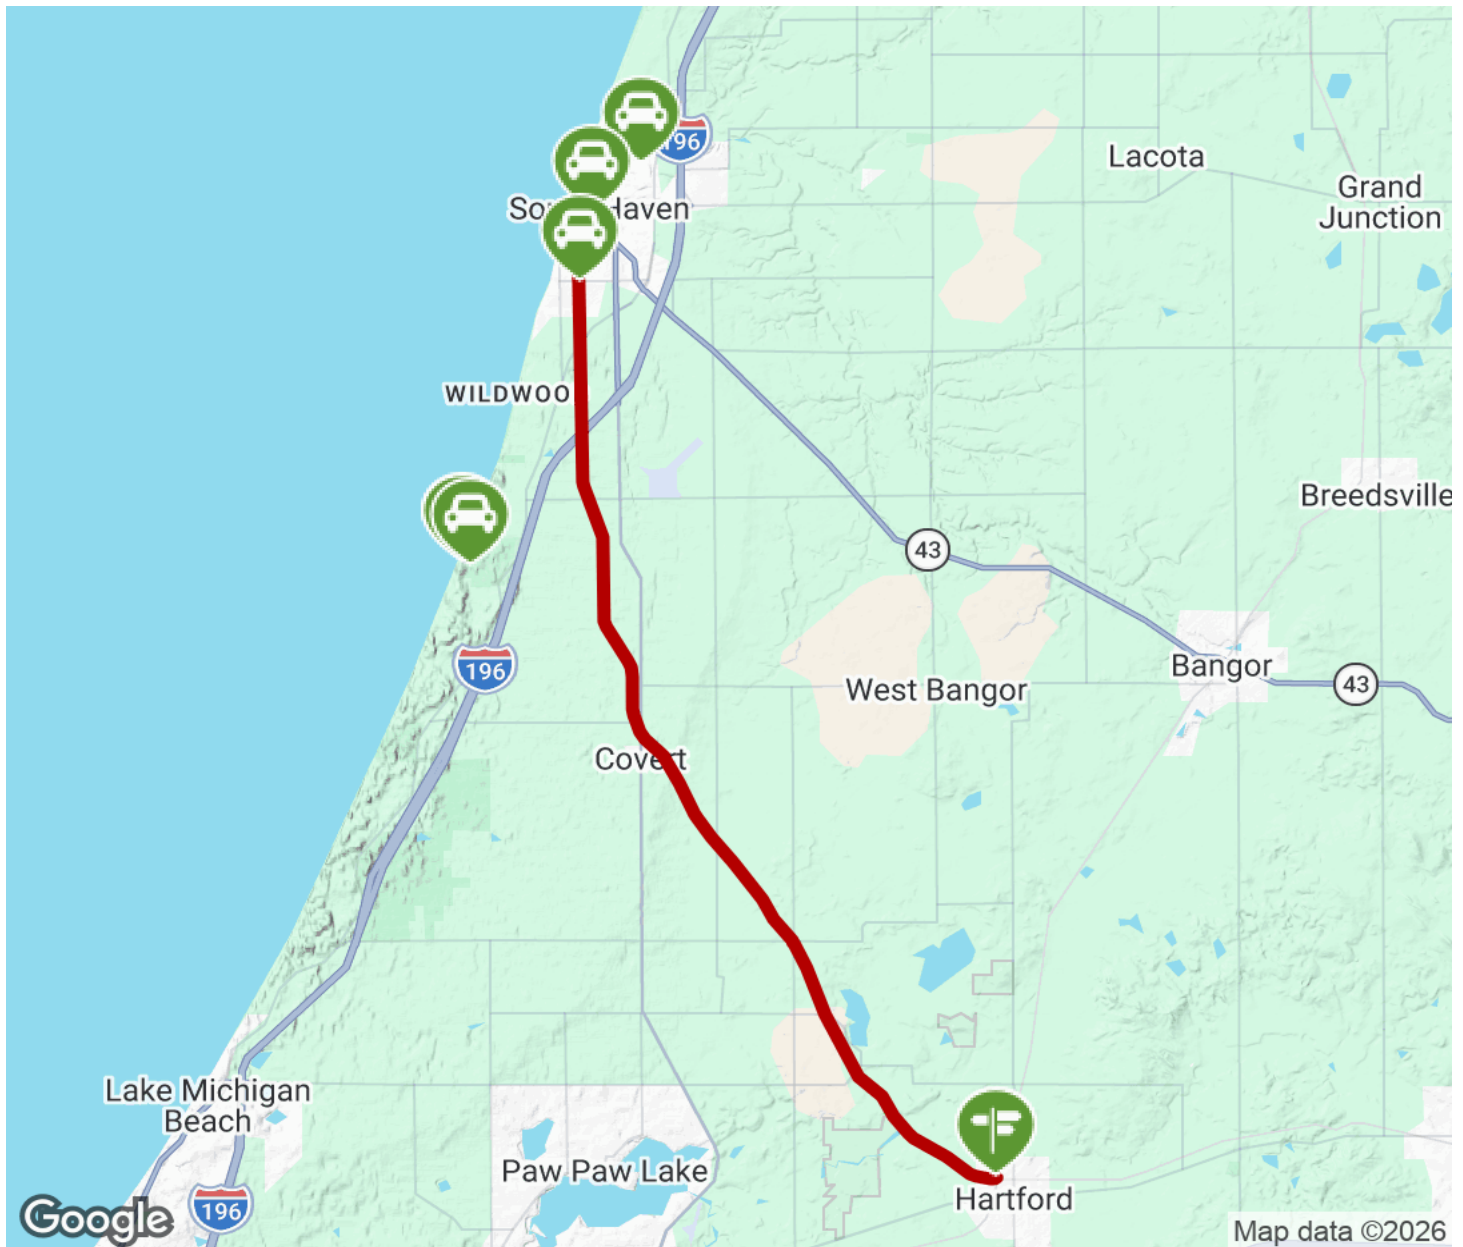 196
Lacota
Grand
Junction
So Haven
WILDWOO
Breedsville
43
196
West Bangor
Bangor
43
Covert
Lake Michigan
Beach
Paw Paw Lake
Hartford
196
Google
Map data ©2026